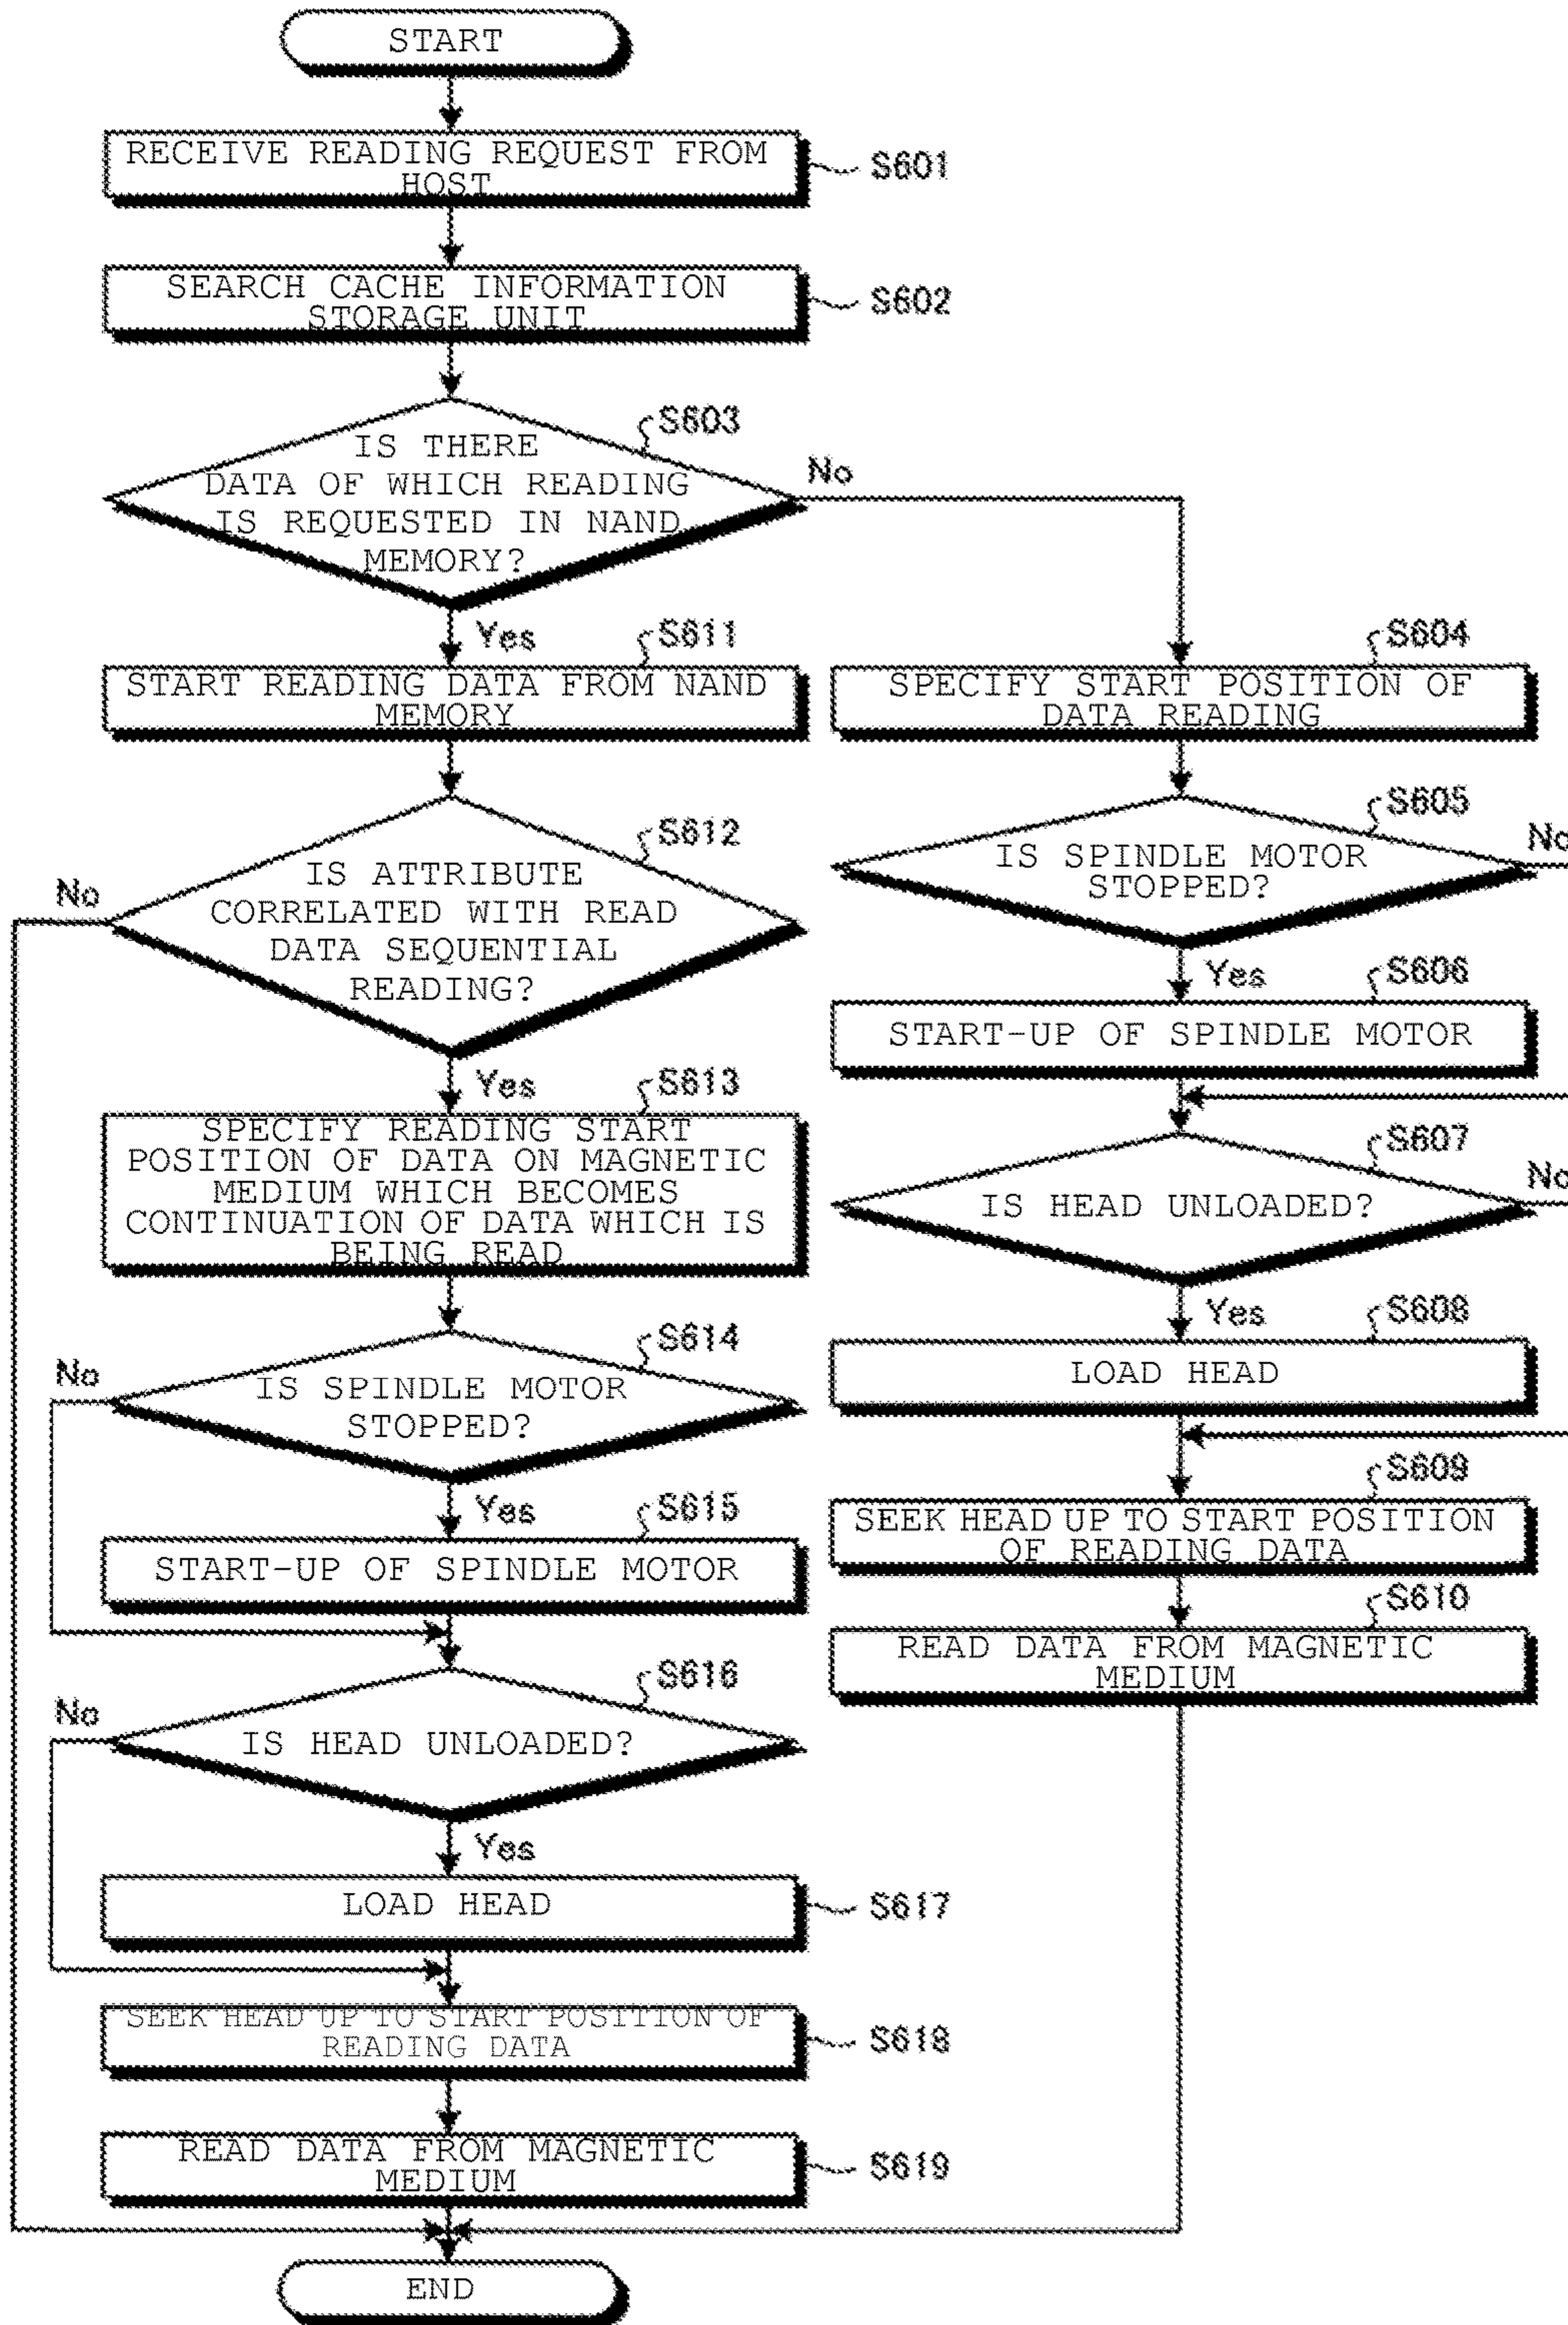 START
RECEIVE READING REQUEST FROM
HOST
S601
SEARCH CACHE INFORMATION
STORAGE UNIT
S602
S603
IS THERE
DATA OF WHICH READING
IS REQUESTED IN NAND
MEMORY?
No
Yes
S611
START READING DATA FROM NAND
MEMORY
S612
IS ATTRIBUTE
CORRELATED WITH READ
DATA SEQUENTIAL
READING?
No
Yes
S613
SPECIFY READING START
POSITION OF DATA ON MAGNETIC
MEDIUM WHICH BECOMES
CONTINUATION OF DATA WHICH IS
BEING READ
S614
No
IS SPINDLE MOTOR
STOPPED?
Yes
S615
START-UP OF SPINDLE MOTOR
S616
No
IS HEAD UNLOADED?
Yes
LOAD HEAD
S617
SEEK HEAD UP TO START POSITION OF
READING DATA
S618
READ DATA FROM MAGNETIC
MEDIUM
S619
END
S604
SPECIFY START POSITION OF
DATA READING
S605
No
IS SPINDLE MOTOR
STOPPED?
Yes
S606
START-UP OF SPINDLE MOTOR
S607
No
IS HEAD UNLOADED?
Yes
S608
LOAD HEAD
S609
SEEK HEAD UP TO START POSITION
OF READING DATA
S610
READ DATA FROM MAGNETIC
MEDIUM